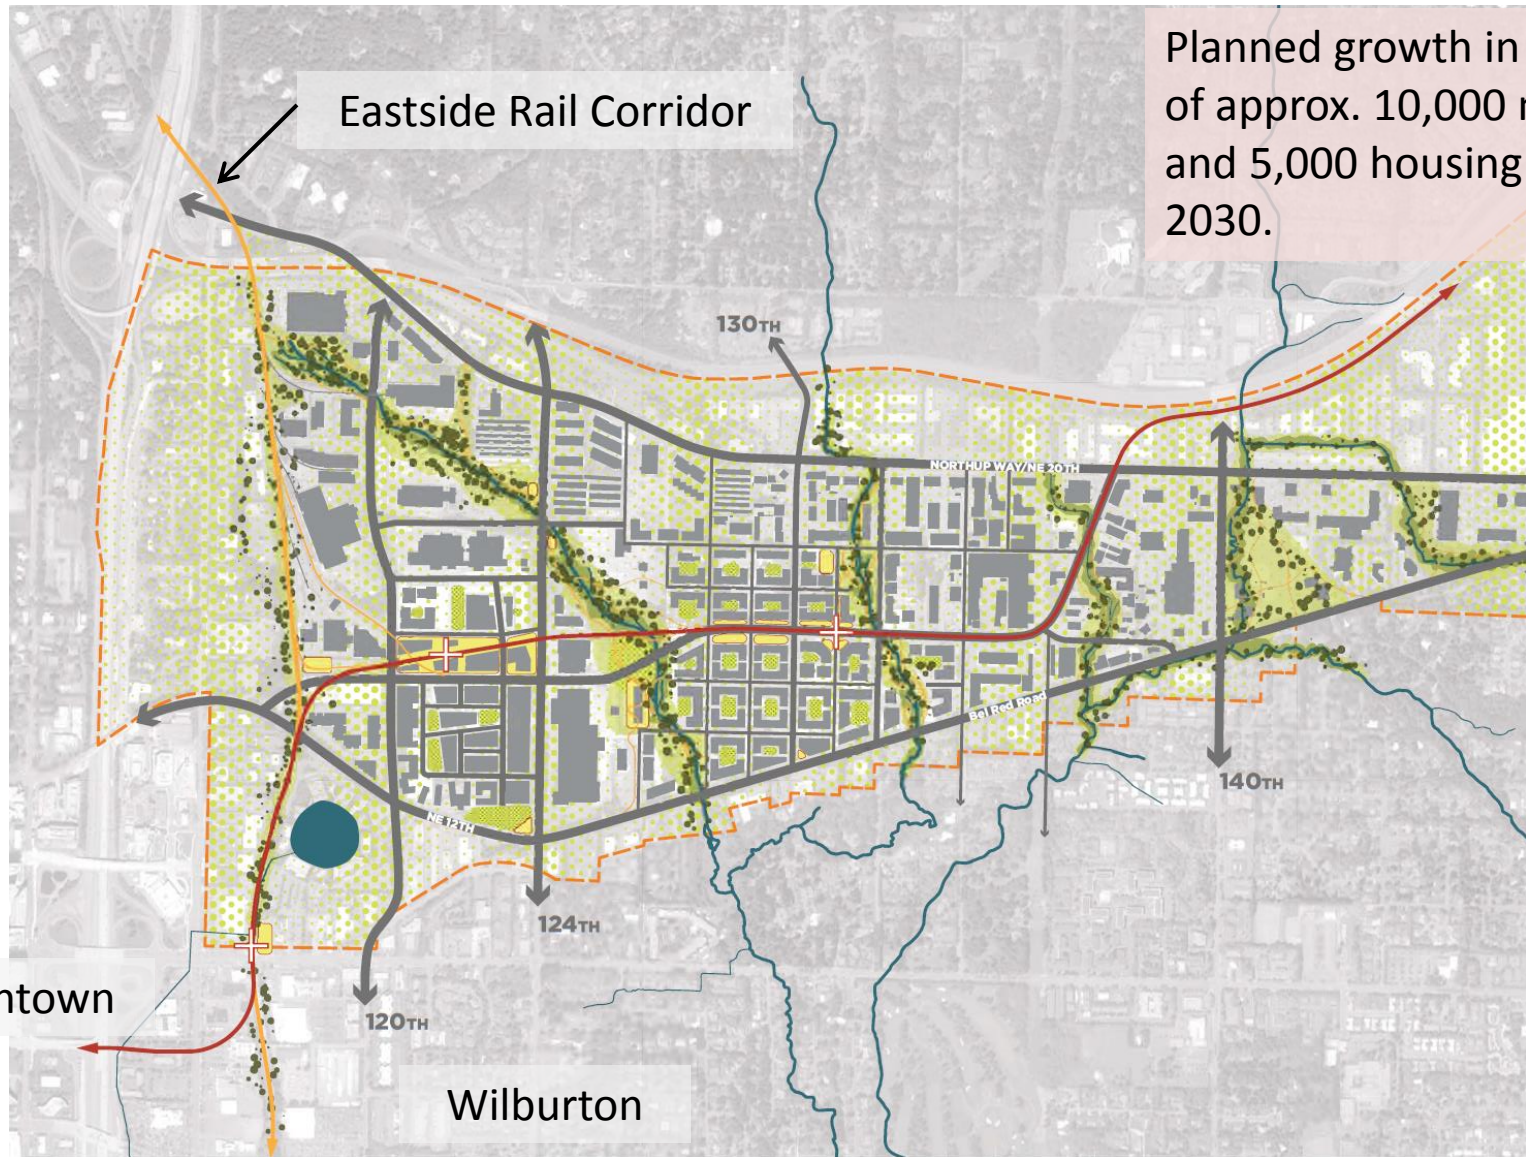 Planned growth in
of approx. 10,000
and 5,000 housing
2030.
Eastside Rail Corridor
130TH
NORTHUP WAY/NE 20TH
Bel Red Road
140TH
NE 12TH
124TH
ntown
120TH
Wilburton